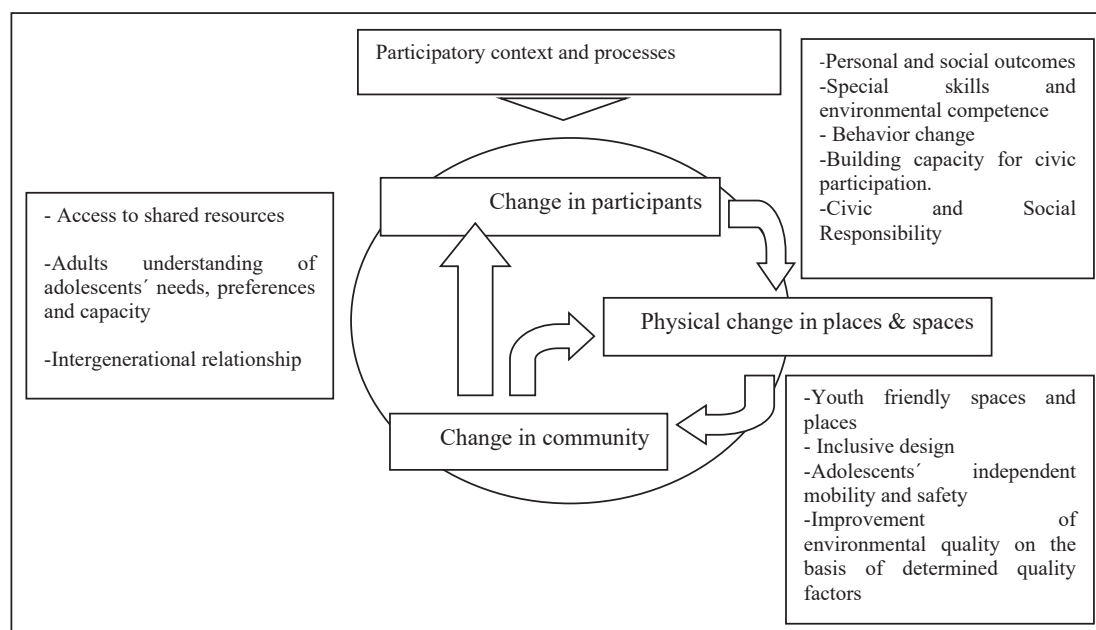 Participatory context and processes
-Personal and social outcomes
-Special skills and
environmental competence
- Behavior change
-Building capacity for civic
participation.
-Civic and Social
Responsibility
Change in participants
- Access to shared resources
-Adults understanding of
adolescents´ needs, preferences
and capacity
-Intergenerational relationship
Physical change in places & spaces
Change in community
-Youth friendly spaces and
places
- Inclusive design
-Adolescents´ independent
mobility and safety
-Improvement of
environmental quality on the
basis of determined quality
factors